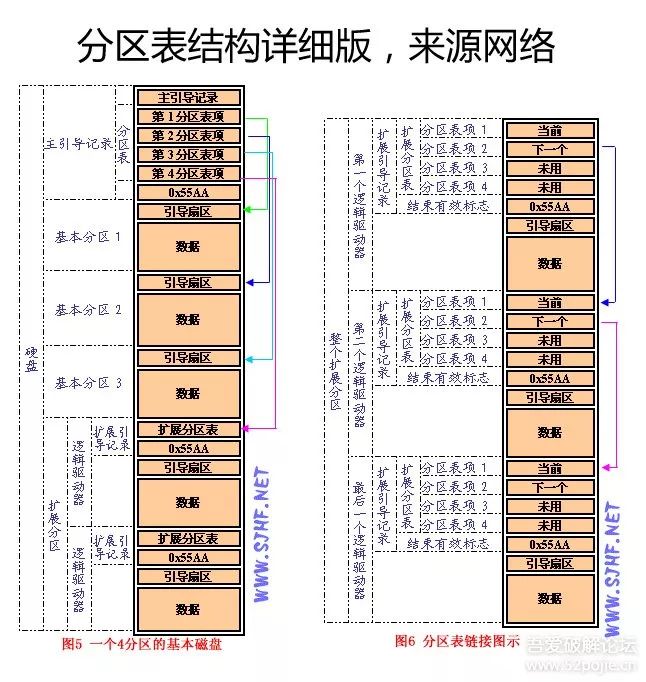 分区表结构详细版，来源网络
硬盘
主引导记录
分区表
主引导记录
第1分区表项
第2分区表项
第3分区表项
第4分区表项
0x55AA
基本分区 1
引导扇区
数据
基本分区 2
引导扇区
数据
基本分区 3
引导扇区
数据
扩展分区
逻辑驱动器
扩展引导记录
扩展分区表
0x55AA
引导扇区
数据
逻辑驱动器
扩展引导记录
扩展分区表
0x55AA
引导扇区
数据
WWW.SJHF.NET
图5 一个4分区的基本磁盘
整个扩展分区
第一个逻辑驱动器
扩展引导记录
扩展分区表
分区表项 1
当前
分区表项 2
下一个
分区表项 3
未用
分区表项 4
未用
结束有效标志
0x55AA
引导扇区
数据
第二个逻辑驱动器
扩展引导记录
扩展分区表
分区表项 1
当前
分区表项 2
下一个
分区表项 3
未用
分区表项 4
未用
结束有效标志
0x55AA
引导扇区
数据
最后一个逻辑驱动器
扩展引导记录
扩展分区表
分区表项 1
当前
分区表项 2
下一个
分区表项 3
未用
分区表项 4
未用
结束有效标志
0x55AA
引导扇区
数据
WWW.SJHF.NET
图6 分区表链接图示
吾爱破解论坛
www.52pojie.cn